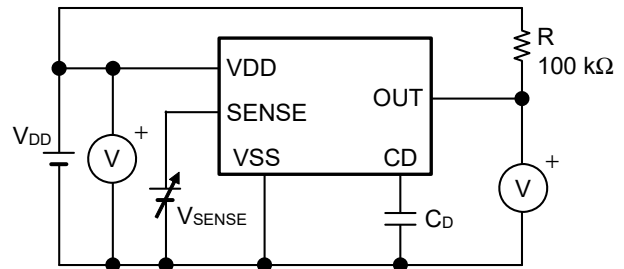 R
100 kΩ
VDD
OUT
SENSE
VDD
+
V
VSS
CD
+
V
VSENSE
CD